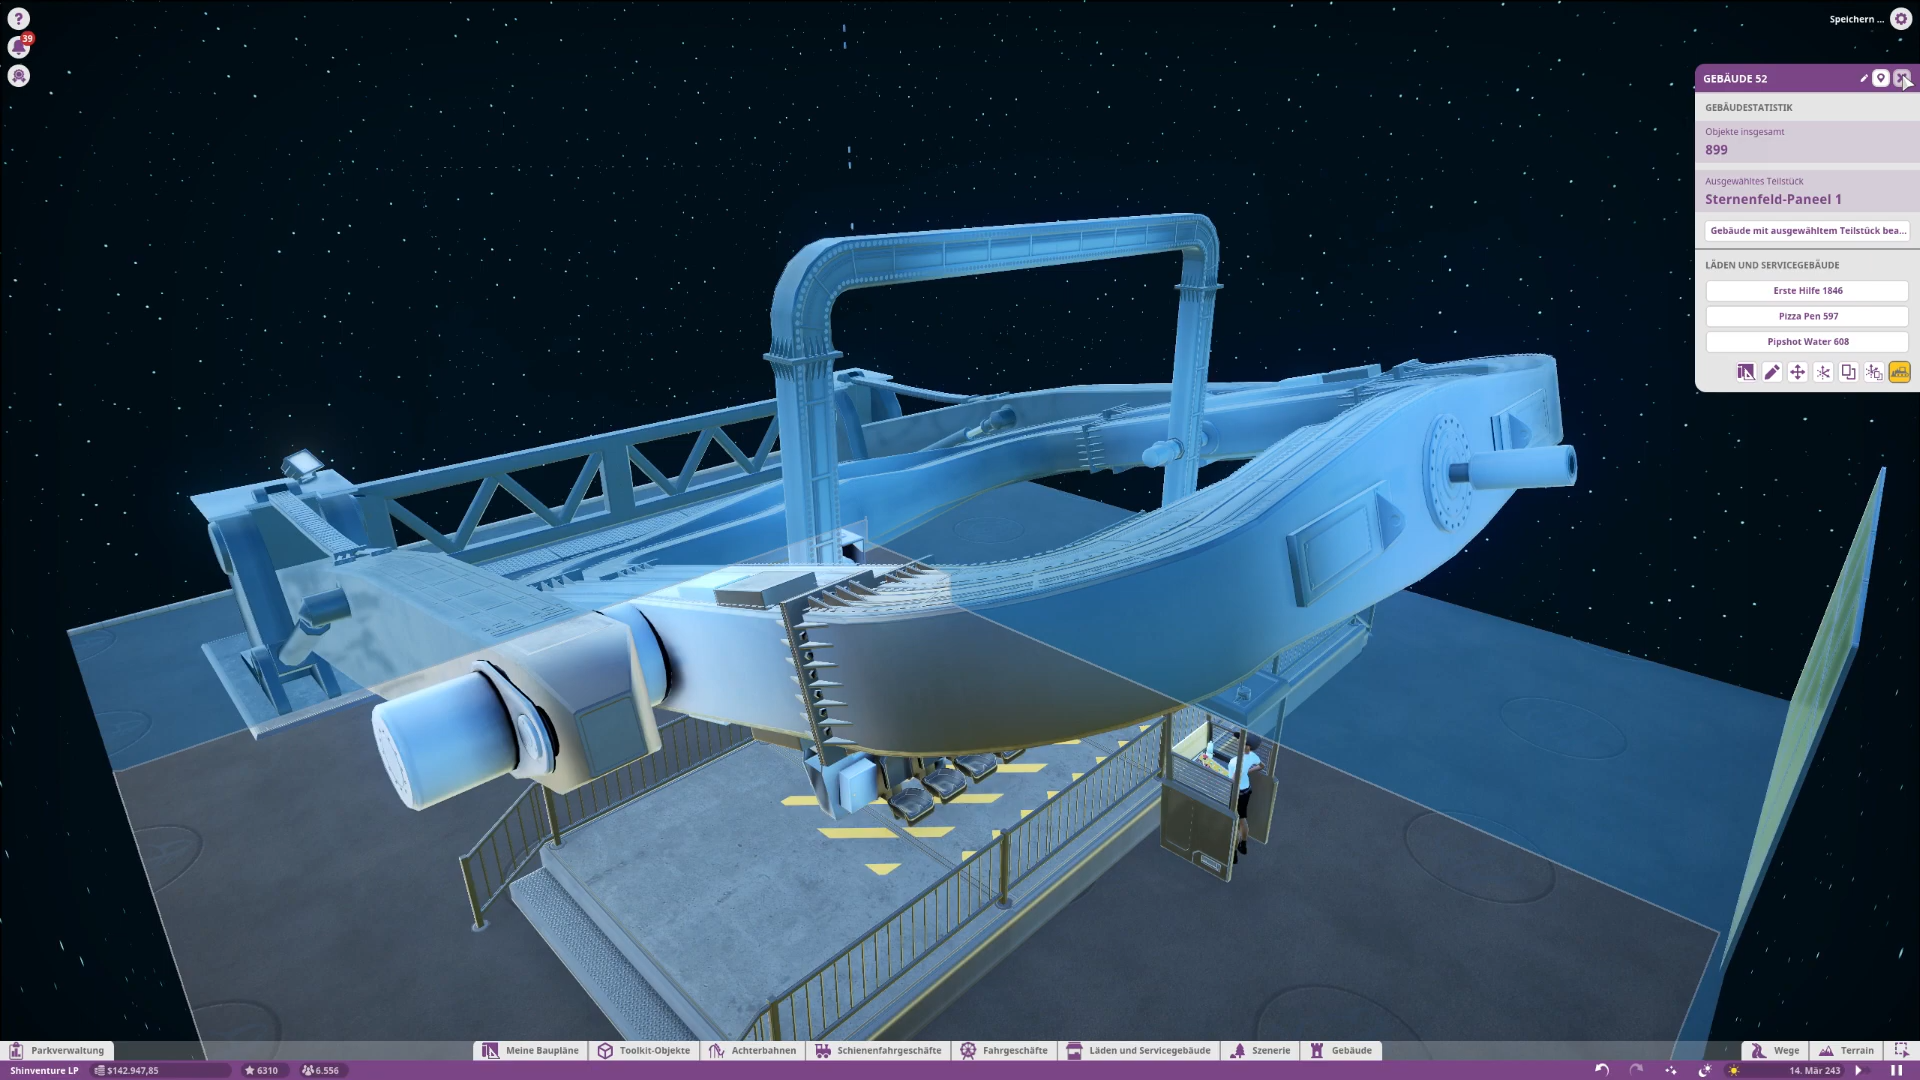 ?
39
Speichern ...
GEBÄUDE 52
GEBÄUDESTATISTIK
Objekte insgesamt
899
Ausgewähltes Teilstück
Sternenfeld-Paneel 1
Gebäude mit ausgewähltem Teilstück bea...
LÄDEN UND SERVICEGEBÄUDE
Erste Hilfe 1846
Pizza Pen 597
Pipshot Water 608
Parkverwaltung
Meine Baupläne
Toolkit-Objekte
Achterbahnen
Schienenfahrgeschäfte
Fahrgeschäfte
Läden und Servicegebäude
Szenerie
Gebäude
Wege
Terrain
Shinventure LP
$142.947,85
6310
6.556
14. Mär 243